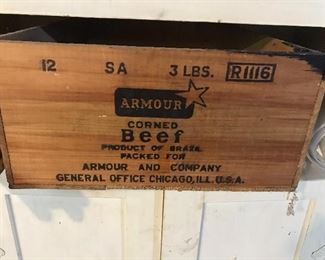 12 SA 3 LBS. R1116
ARMOUR
CORNED
Beef
PRODUCT OF BRAZIL
PACKED FOR
ARMOUR AND COMPANY
GENERAL OFFICE CHICAGO, ILL. U.S.A.